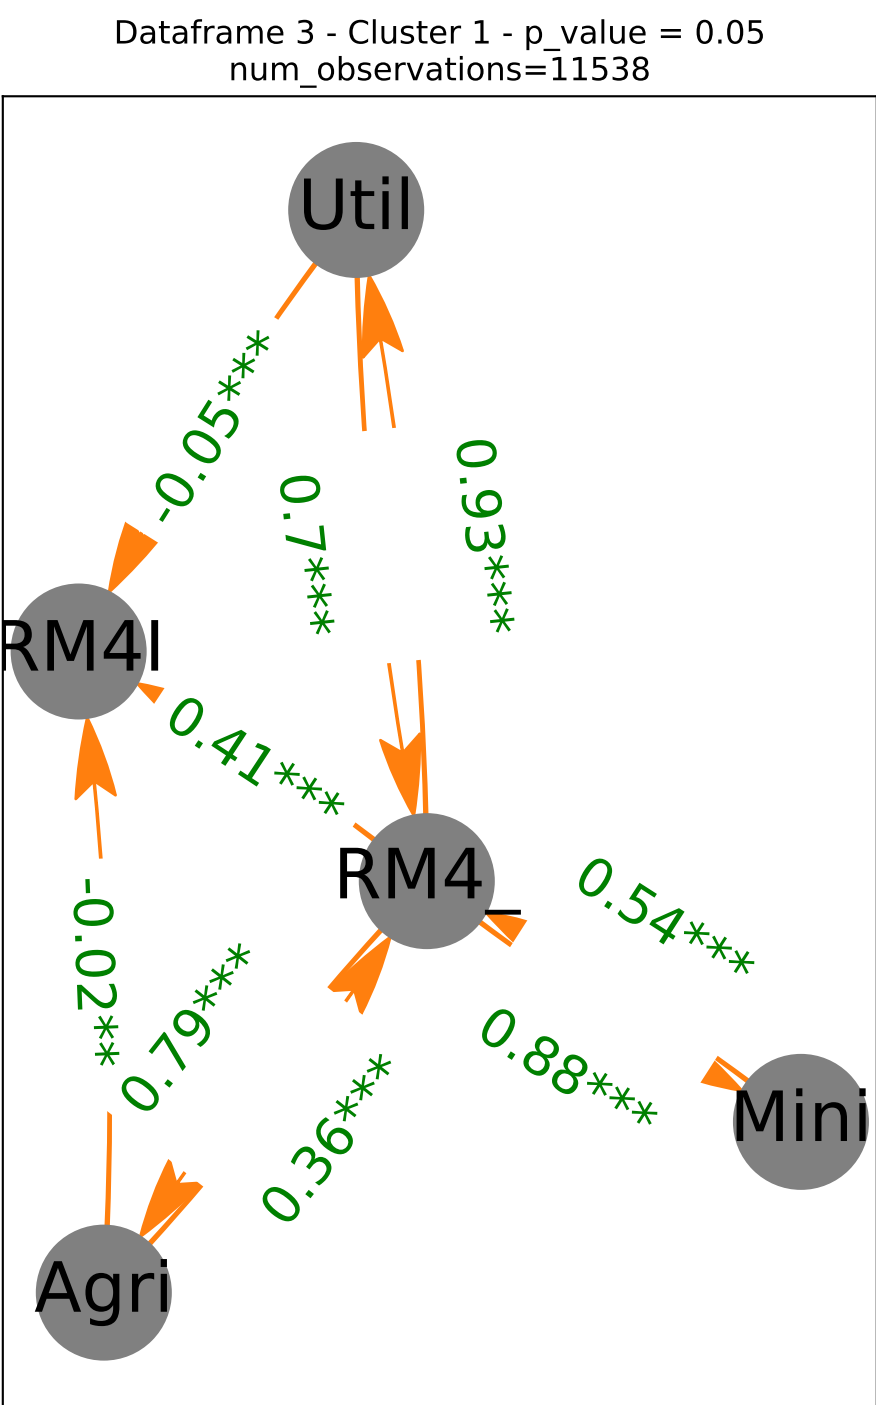 Dataframe 3 - Cluster 1 - p_value = 0.05
num_observations=11538
Util
-0.05***
0.7***
0.93***
RM4I
0.41***
RM4_
0.54***
-0.02**
0.79***
0.88***
0.36***
Mini
Agri